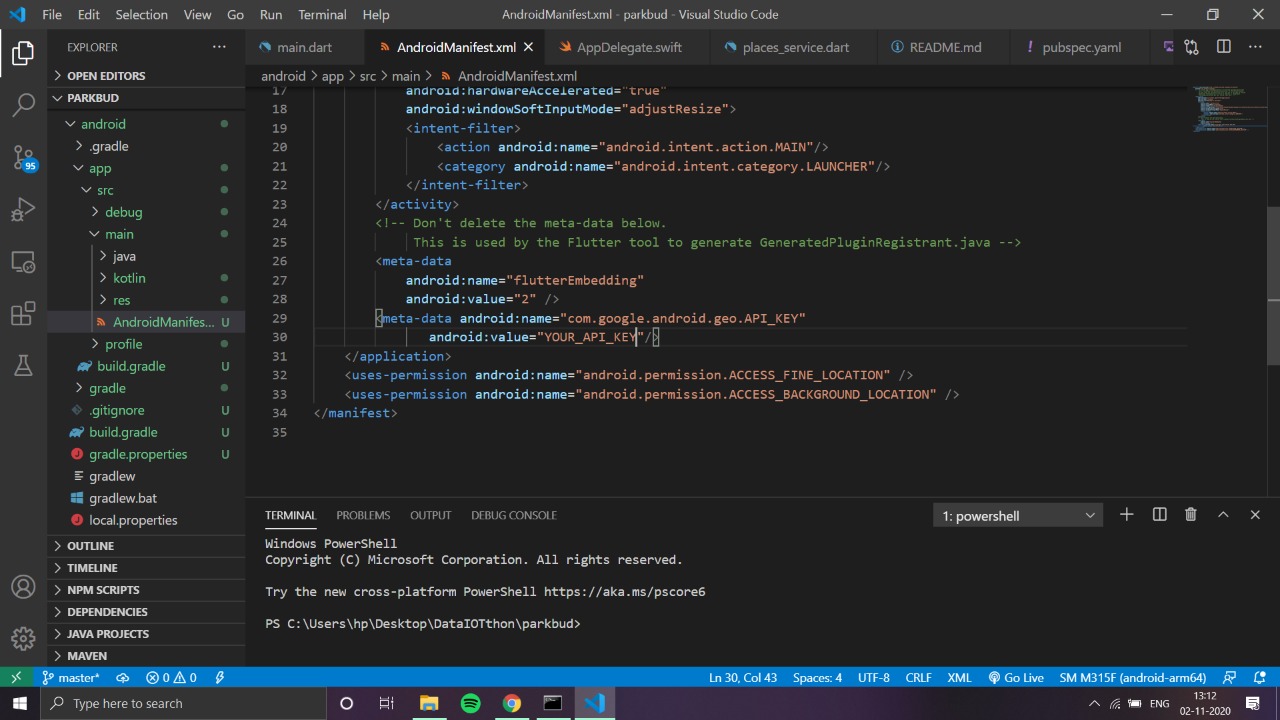 File Edit Selection View Go Run Terminal Help
AndroidManifest.xml - parkbud - Visual Studio Code
EXPLORER
main.dart AndroidManifest.xml AppDelegate.swift places_service.dart README.md pubspec.yaml
android > app > src > main > AndroidManifest.xml
OPEN EDITORS
PARKBUD
android
.gradle
app
src
debug
main
java
kotlin
res
AndroidManifes... U
profile
build.gradle U
gradle
.gitignore U
build.gradle U
gradle.properties U
gradlew
gradlew.bat
local.properties
OUTLINE
TIMELINE
NPM SCRIPTS
DEPENDENCIES
JAVA PROJECTS
MAVEN
95
17 android:hardwareAccelerated="true"
18 android:windowSoftInputMode="adjustResize">
19 <intent-filter>
20 <action android:name="android.intent.action.MAIN"/>
21 <category android:name="android.intent.category.LAUNCHER"/>
22 </intent-filter>
23 </activity>
24 <!-- Don't delete the meta-data below.
25 This is used by the Flutter tool to generate GeneratedPluginRegistrant.java -->
26 <meta-data
27 android:name="flutterEmbedding"
28 android:value="2" />
29 <meta-data android:name="com.google.android.geo.API_KEY"
30 android:value="YOUR_API_KEY"/>
31 </application>
32 <uses-permission android:name="android.permission.ACCESS_FINE_LOCATION" />
33 <uses-permission android:name="android.permission.ACCESS_BACKGROUND_LOCATION" />
34 </manifest>
35
TERMINAL PROBLEMS OUTPUT DEBUG CONSOLE
1: powershell
Windows PowerShell
Copyright (C) Microsoft Corporation. All rights reserved.
Try the new cross-platform PowerShell https://aka.ms/pscore6
PS C:\Users\hp\Desktop\DataIOTthon\parkbud>
master* 0 0 Ln 30, Col 43 Spaces: 4 UTF-8 CRLF XML Go Live SM M315F (android-arm64)
Type here to search
ENG
13:12
02-11-2020